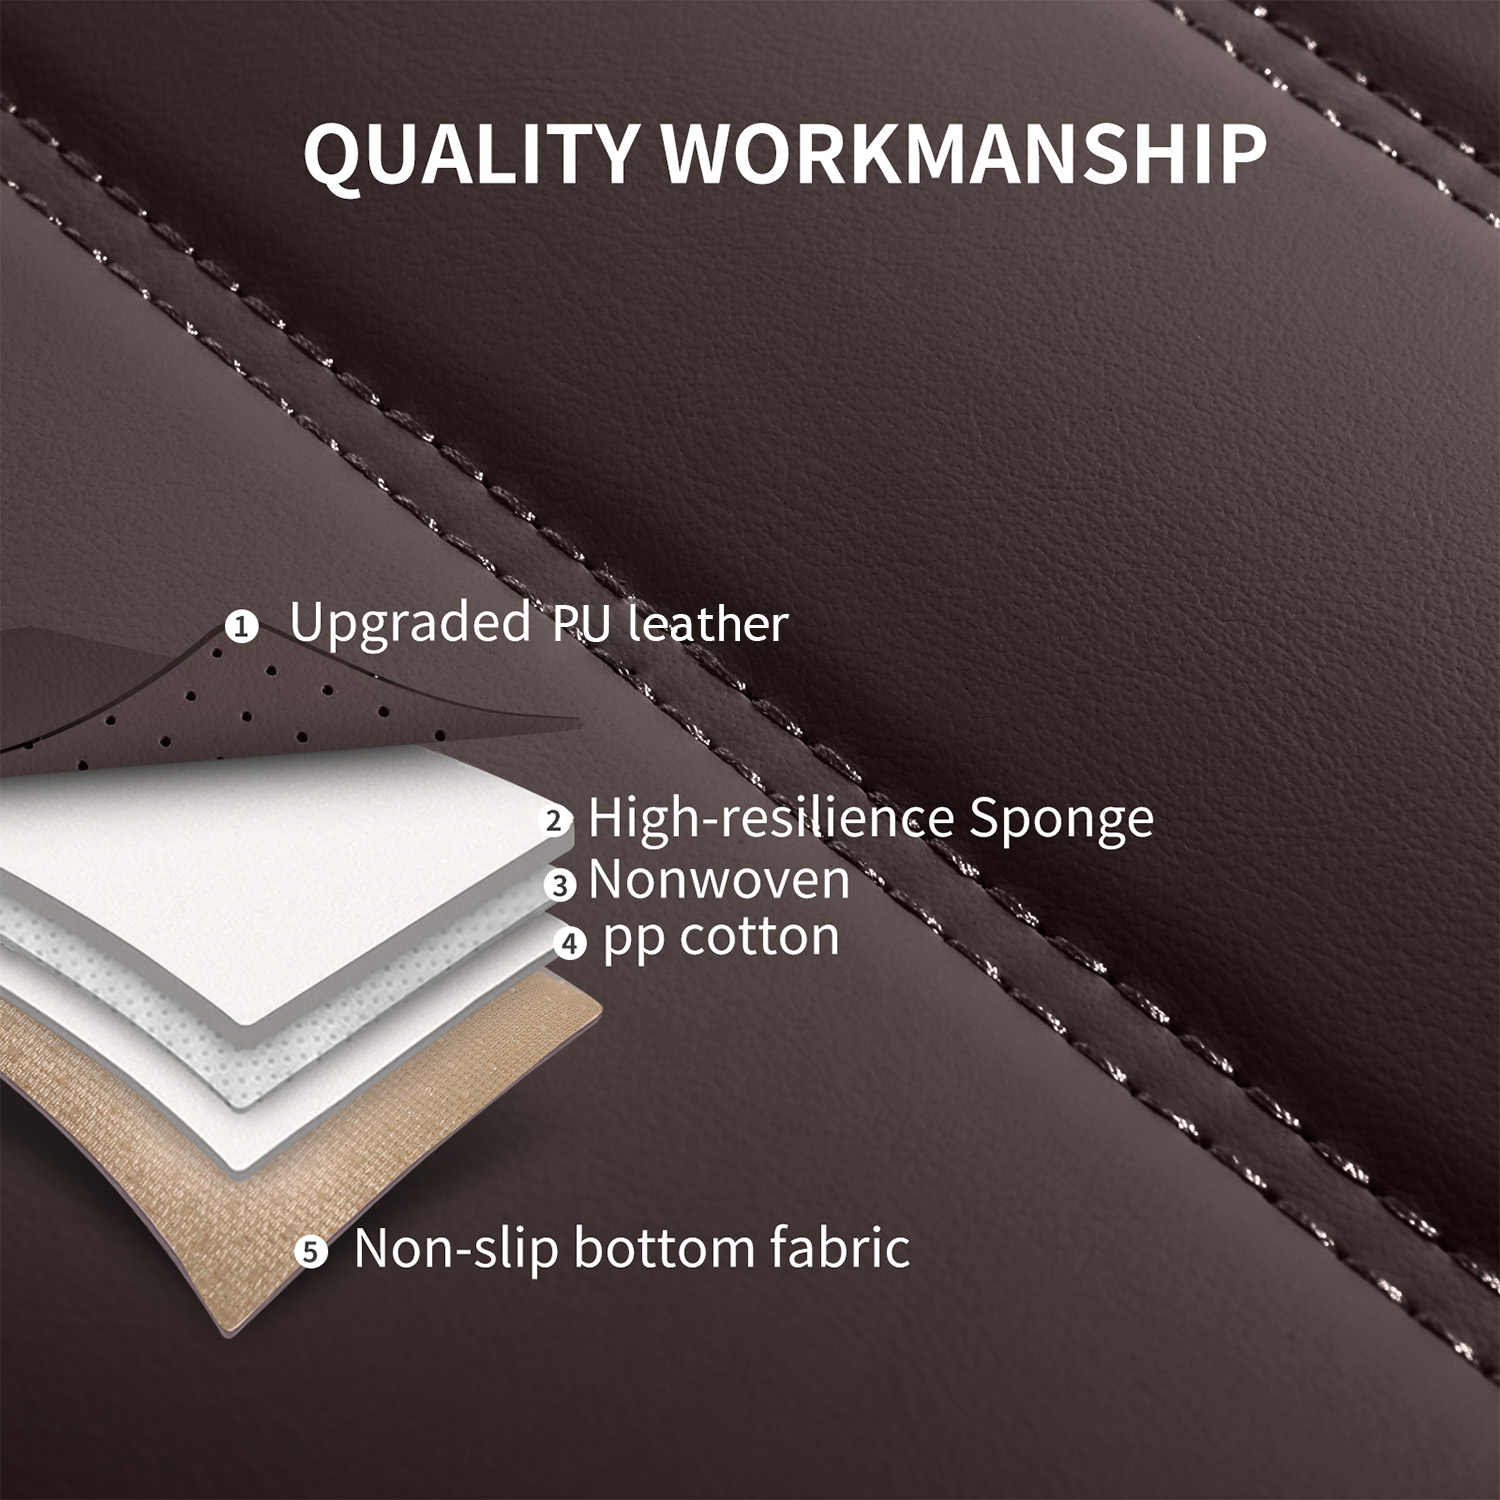 QUALITY WORKMANSHIP
1 Upgraded PU leather
2 High-resilience Sponge
3 Nonwoven
4 pp cotton
5 Non-slip bottom fabric